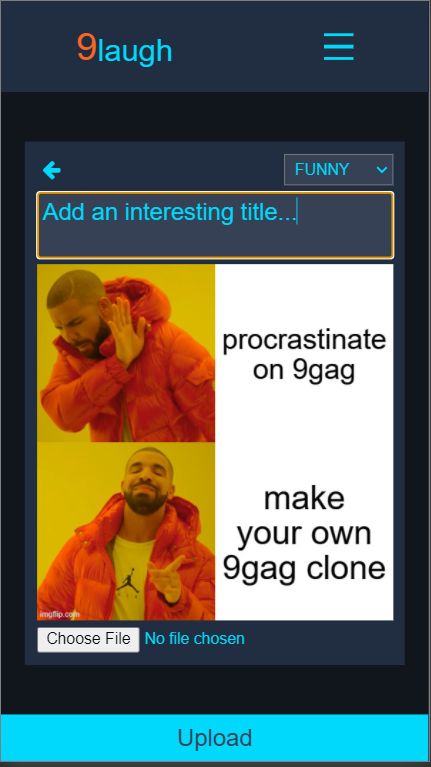 9laugh
FUNNY
Add an interesting title...
procrastinate
on 9gag
make
your own
9gag clone
imgflip.com
Choose File No file chosen
Upload